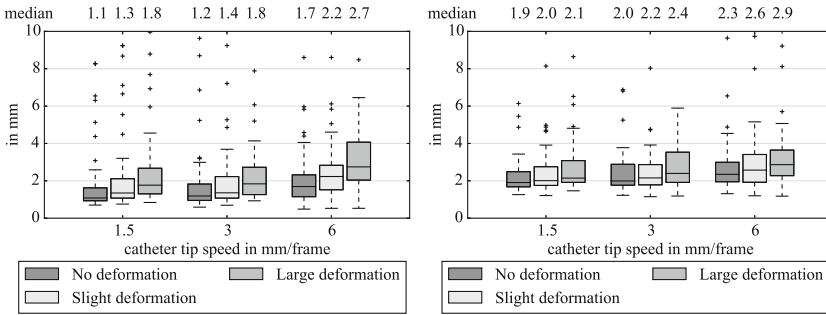 median 1.1 1.3 1.8 1.2 1.4 1.8 1.7 2.2 2.7
10
8
6
4
2
0
in mm
1.5 3 6
catheter tip speed in mm/frame
No deformation Large deformation
Slight deformation
median 1.9 2.0 2.1 2.0 2.2 2.4 2.3 2.6 2.9
10
8
6
4
2
0
in mm
1.5 3 6
catheter tip speed in mm/frame
No deformation Large deformation
Slight deformation